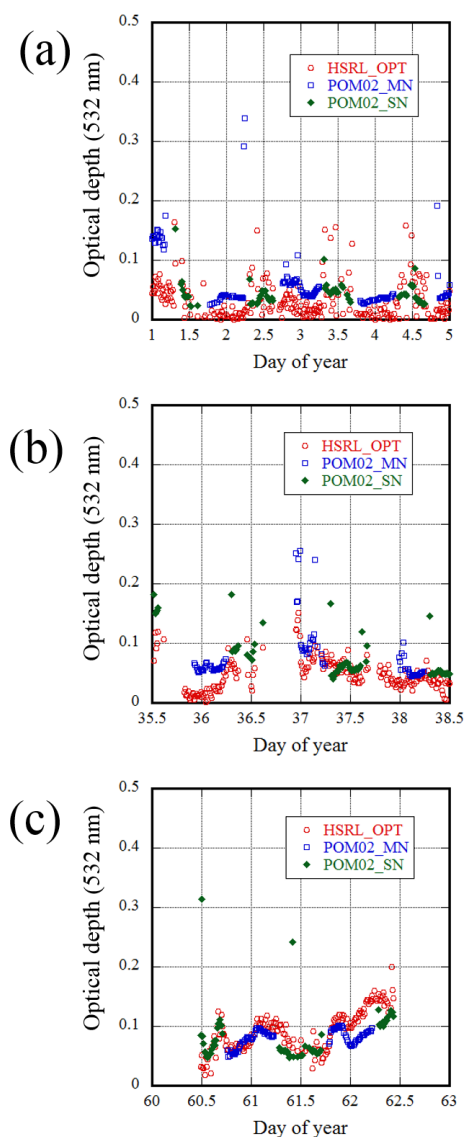 (a)
Optical depth (532 nm)
0.5
0.4
0.3
0.2
0.1
0
HSRL_OPT
POM02_MN
POM02_SN
1 1.5 2 2.5 3 3.5 4 4.5 5
Day of year
(b)
Optical depth (532 nm)
0.5
0.4
0.3
0.2
0.1
0
HSRL_OPT
POM02_MN
POM02_SN
35.5 36 36.5 37 37.5 38 38.5
Day of year
(c)
Optical depth (532 nm)
0.5
0.4
0.3
0.2
0.1
0
HSRL_OPT
POM02_MN
POM02_SN
60 60.5 61 61.5 62 62.5 63
Day of year